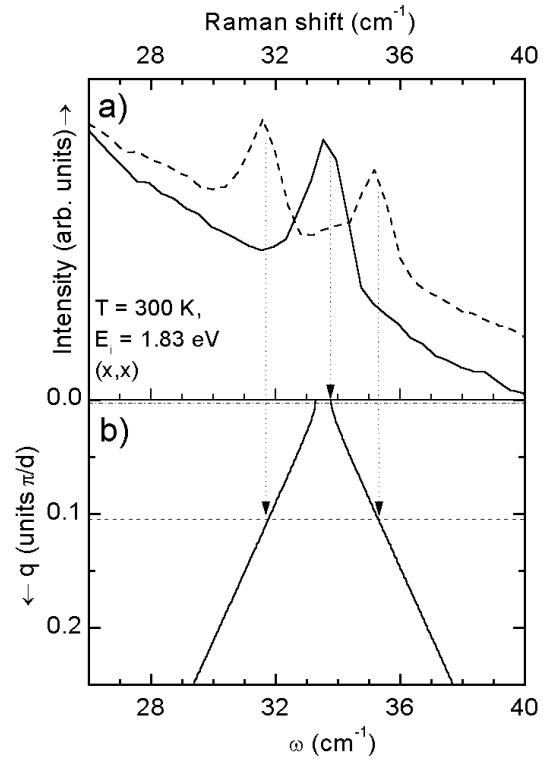 Raman shift (cm⁻¹)
28 32 36 40
a)
Intensity (arb. units) →
T = 300 K,
Eᵢ = 1.83 eV
(x,x)
0.0
b)
0.1
0.2
← q (units π/d)
28 32 36 40
ω (cm⁻¹)